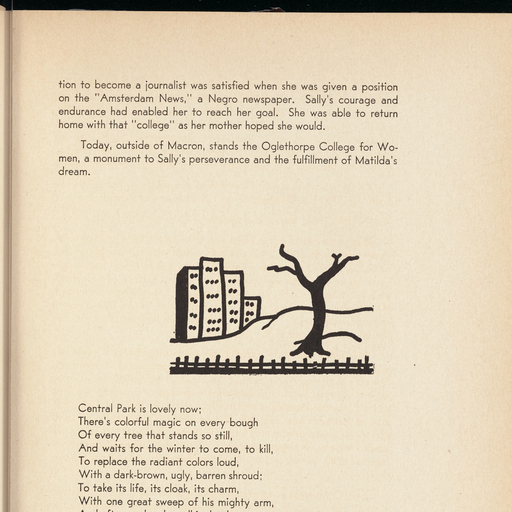 tion to become a journalist was satisfied when she was given a position
on the "Amsterdam News," a Negro newspaper. Sally's courage and
endurance had enabled her to reach her goal. She was able to return
home with that "college" as her mother hoped she would.
Today, outside of Macron, stands the Oglethorpe College for Wo-
men, a monument to Sally's perseverance and the fulfillment of Matilda's
dream.
Central Park is lovely now;
There's colorful magic on every bough
Of every tree that stands so still,
And waits for the winter to come, to kill,
To replace the radiant colors loud,
With a dark-brown, ugly, barren shroud;
To take its life, its cloak, its charm,
With one great sweep of his mighty arm,